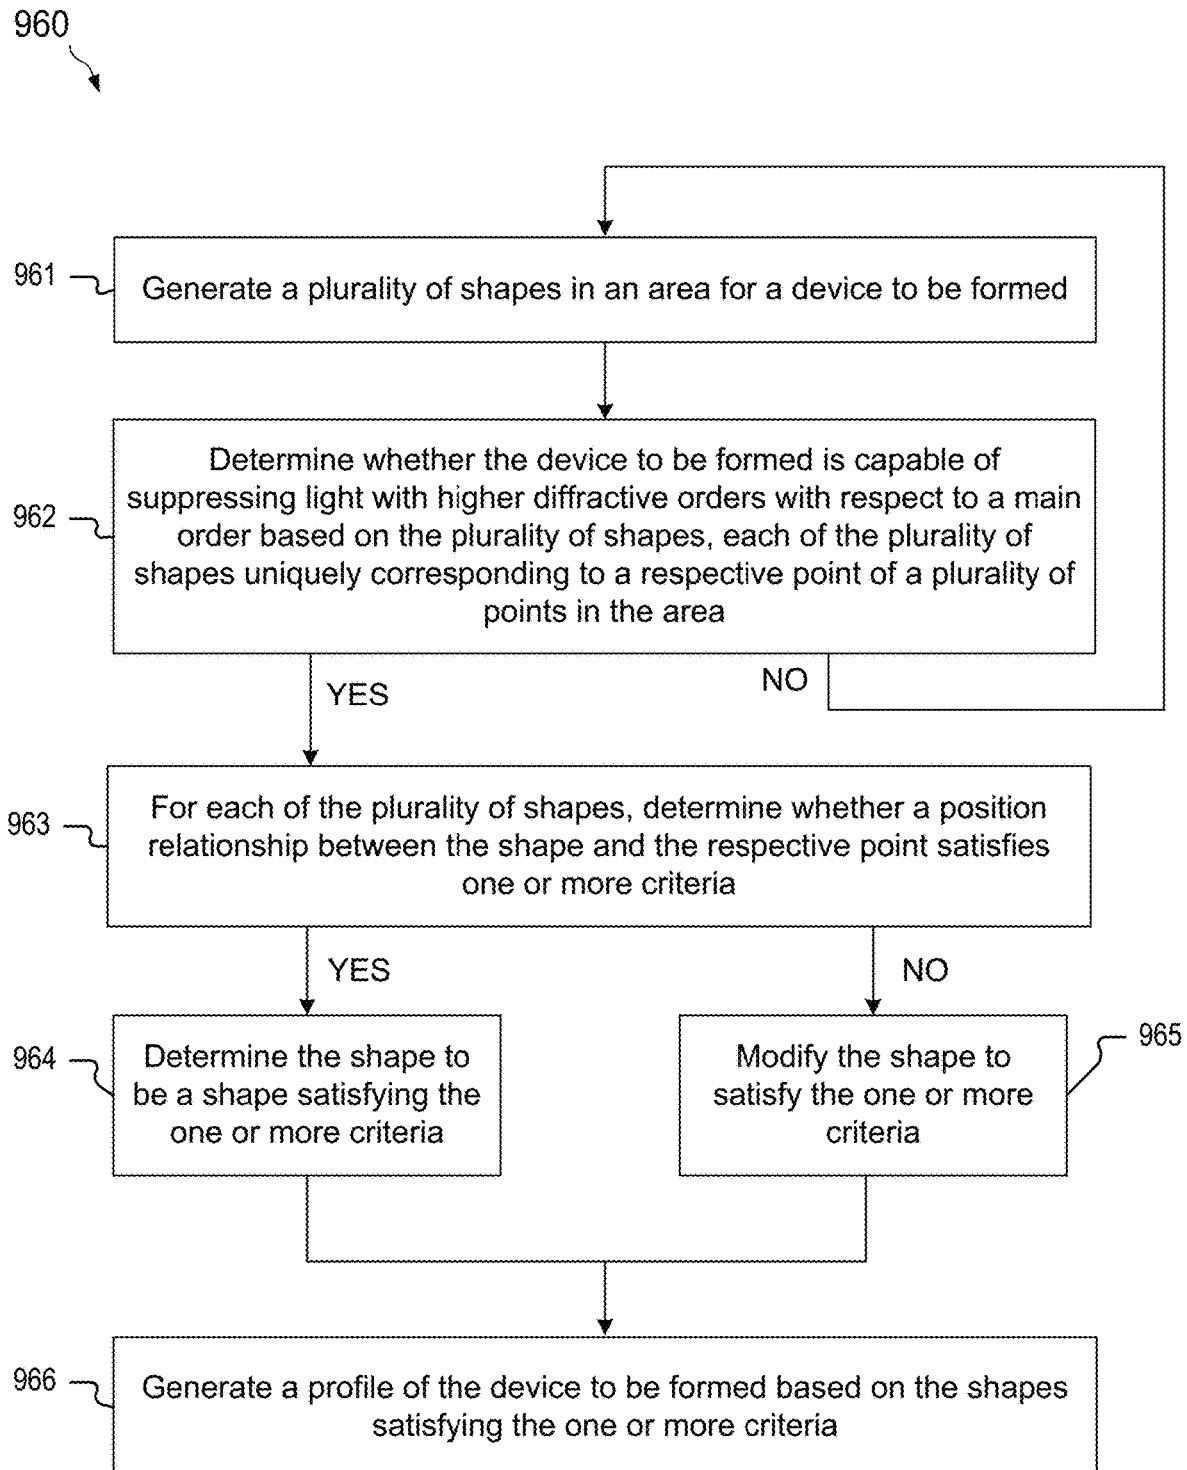 960
961
Generate a plurality of shapes in an area for a device to be formed
962
Determine whether the device to be formed is capable of
suppressing light with higher diffractive orders with respect to a main
order based on the plurality of shapes, each of the plurality of
shapes uniquely corresponding to a respective point of a plurality of
points in the area
YES
NO
963
For each of the plurality of shapes, determine whether a position
relationship between the shape and the respective point satisfies
one or more criteria
YES
NO
964
Determine the shape to
be a shape satisfying the
one or more criteria
965
Modify the shape to
satisfy the one or more
criteria
966
Generate a profile of the device to be formed based on the shapes
satisfying the one or more criteria